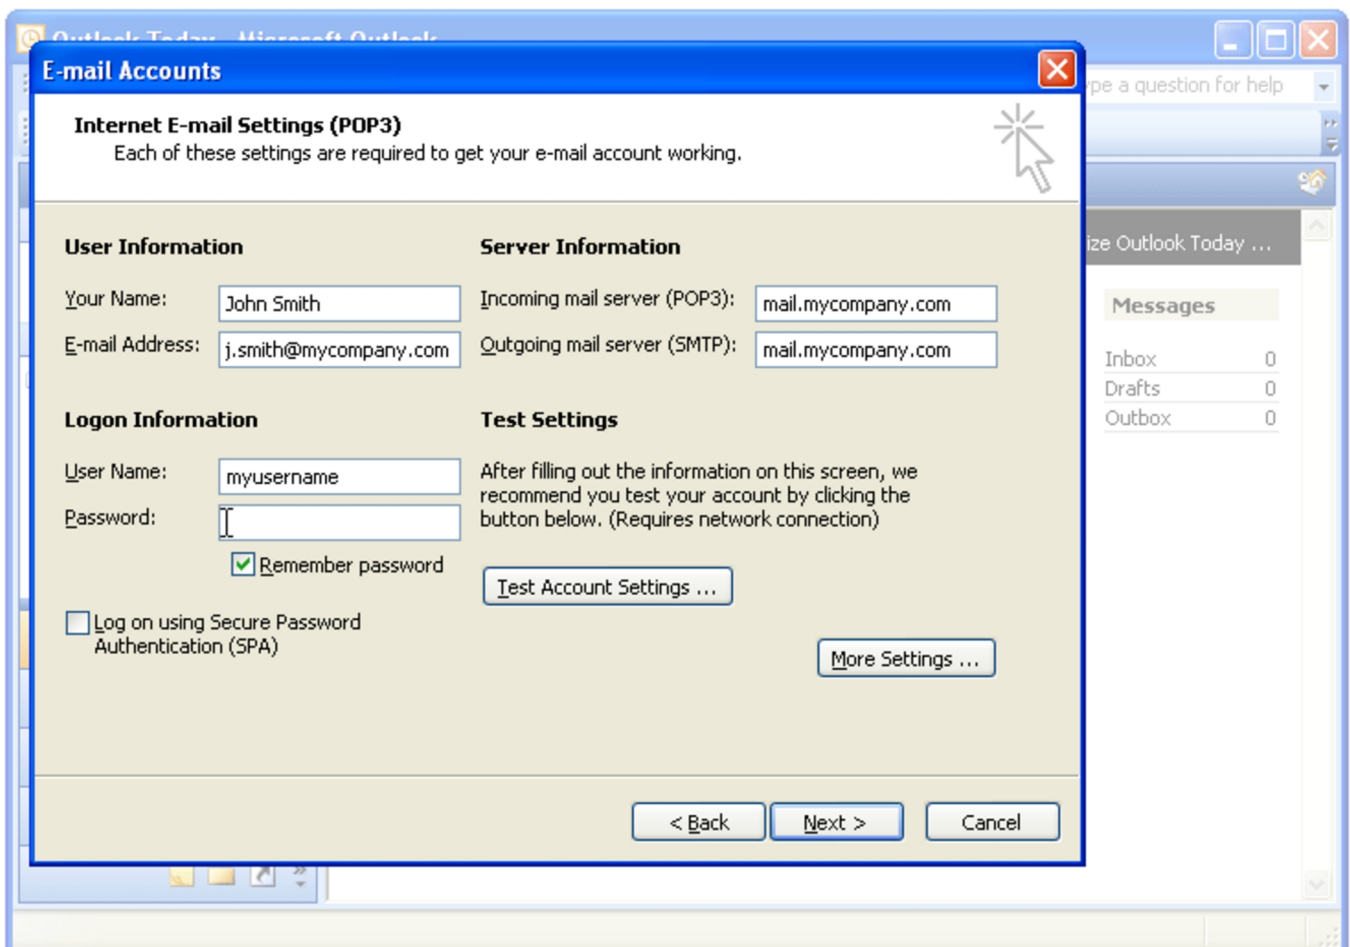 Outlook Today - Microsoft Outlook
E-mail Accounts
Type a question for help
Internet E-mail Settings (POP3)
Each of these settings are required to get your e-mail account working.
Outlook Today ...
User Information
Server Information
Your Name:
John Smith
Incoming mail server (POP3):
mail.mycompany.com
E-mail Address:
j.smith@mycompany.com
Outgoing mail server (SMTP):
mail.mycompany.com
Messages
Inbox 0
Drafts 0
Outbox 0
Logon Information
Test Settings
User Name:
myusername
Password:
After filling out the information on this screen, we
recommend you test your account by clicking the
button below. (Requires network connection)
Remember password
Test Account Settings ...
Log on using Secure Password
Authentication (SPA)
More Settings ...
< Back
Next >
Cancel